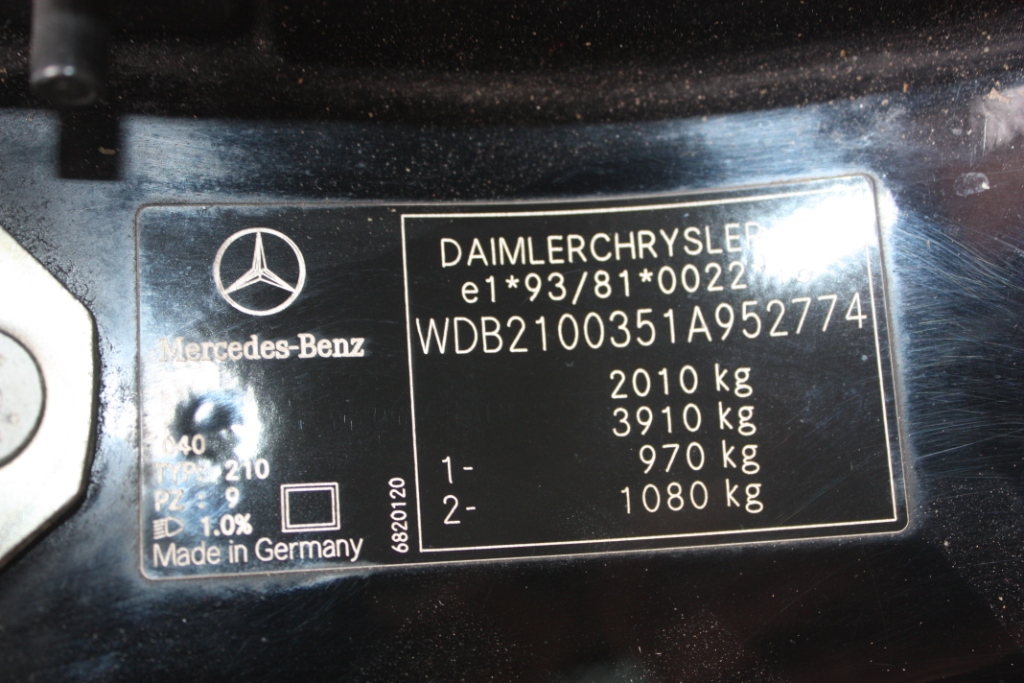 Mercedes-Benz
040
TYP 210
PZ : 9
1.0%
Made in Germany
6820120
DAIMLERCHRYSLER
e1*93/81*0022
WDB2100351A952774
2010 kg
3910 kg
1- 970 kg
2- 1080 kg